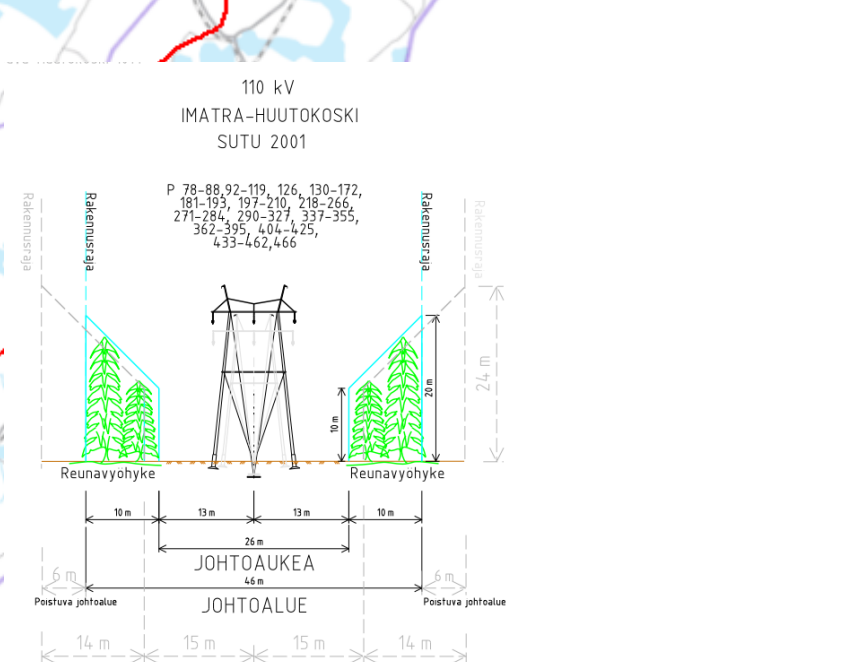 110 kV
IMATRA-HUUTOKOSKI
SUTU 2001
P 78-88,92-119, 126, 130-172,
181-193, 197-210, 218-266,
271-284, 290-327, 337-355,
362-395, 404-425,
433-462,466
Rakennusraja
Rakennusraja
Rakennusraja
Rakennusraja
24 m
20 m
10 m
Reunavyöhyke
Reunavyöhyke
10 m
13 m
13 m
10 m
26 m
JOHTOAUKEA
6 m
46 m
6 m
Poistuva johtoalue
JOHTOALUE
Poistuva johtoalue
14 m
15 m
15 m
14 m